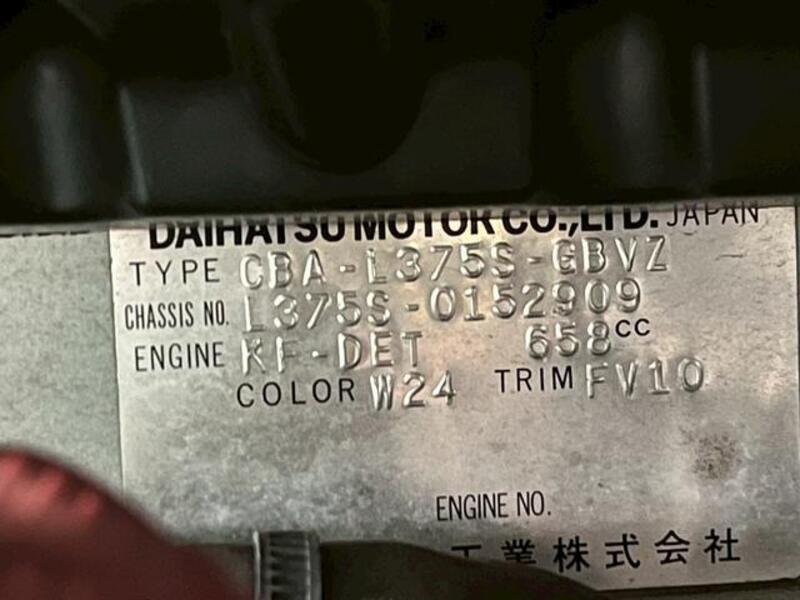 DAIHATSU MOTOR CO.,LTD. JAPAN
TYPE CBA-L375S-GBVZ
CHASSIS NO. L375S-0152909
ENGINE KF-DET 658CC
COLOR W24 TRIM FV10
ENGINE NO.
工業株式会社